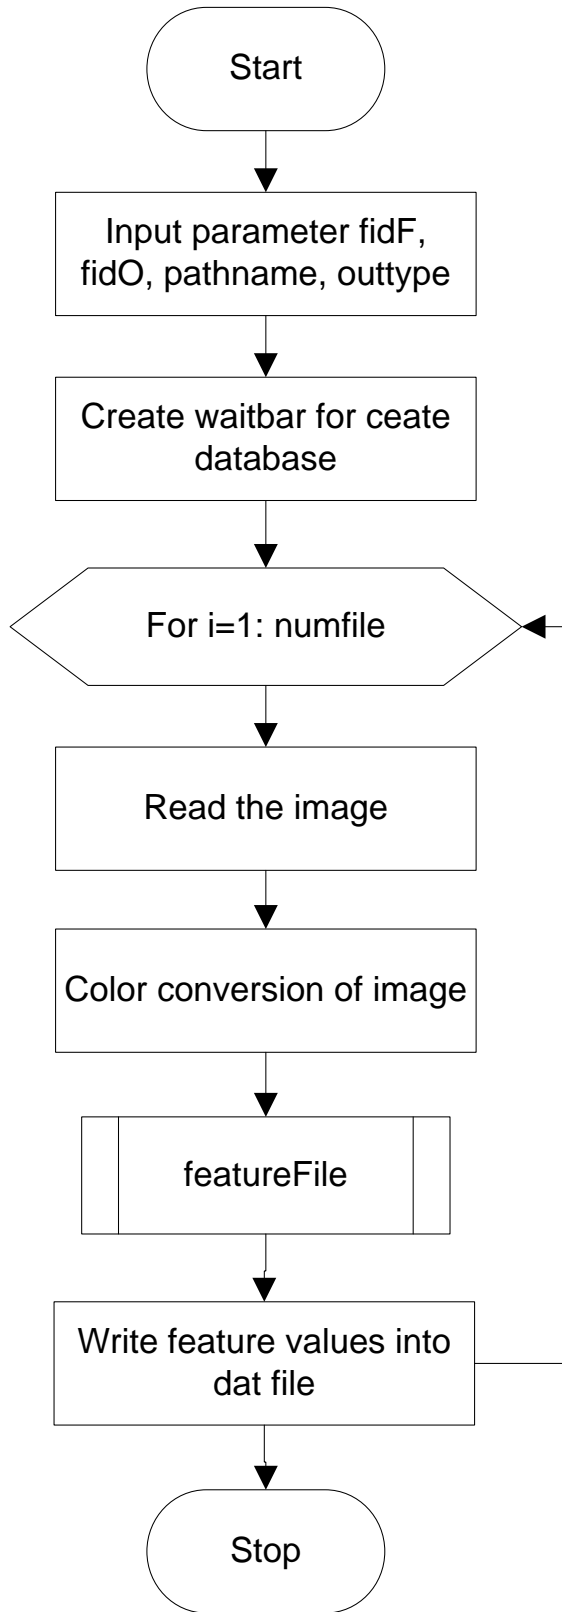 Start
Input parameter fidF,
fidO, pathname, outtype
Create waitbar for ceate
database
For i=1: numfile
Read the image
Color conversion of image
featureFile
Write feature values into
dat file
Stop